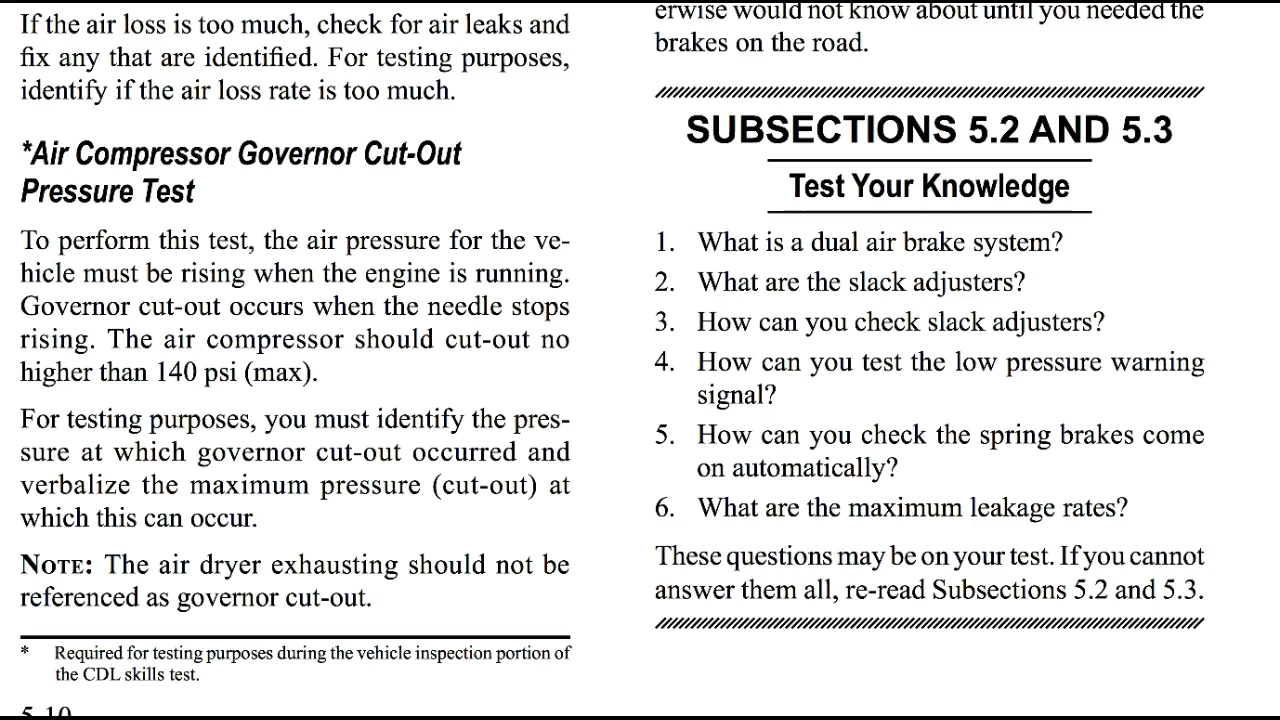 If the air loss is too much, check for air leaks and
fix any that are identified. For testing purposes,
identify if the air loss rate is too much.
*Air Compressor Governor Cut-Out
Pressure Test
To perform this test, the air pressure for the ve-
hicle must be rising when the engine is running.
Governor cut-out occurs when the needle stops
rising. The air compressor should cut-out no
higher than 140 psi (max).
For testing purposes, you must identify the pres-
sure at which governor cut-out occurred and
verbalize the maximum pressure (cut-out) at
which this can occur.
NOTE: The air dryer exhausting should not be
referenced as governor cut-out.
* Required for testing purposes during the vehicle inspection portion of
the CDL skills test.
5-10
erwise would not know about until you needed the
brakes on the road.
SUBSECTIONS 5.2 AND 5.3
Test Your Knowledge
1. What is a dual air brake system?
2. What are the slack adjusters?
3. How can you check slack adjusters?
4. How can you test the low pressure warning
signal?
5. How can you check the spring brakes come
on automatically?
6. What are the maximum leakage rates?
These questions may be on your test. If you cannot
answer them all, re-read Subsections 5.2 and 5.3.